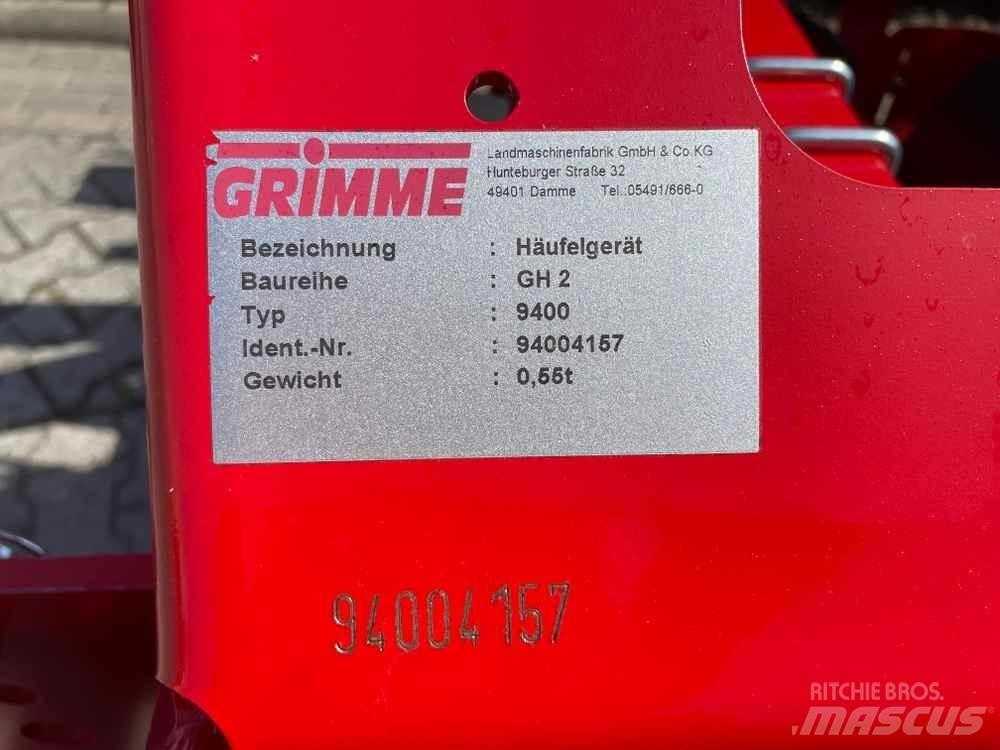 GRIMME
Landmaschinenfabrik GmbH & Co.KG
Hunteburger Straße 32
49401 Damme Tel.:05491/666-0
Bezeichnung : Häufelgerät
Baureihe : GH 2
Typ : 9400
Ident.-Nr. : 94004157
Gewicht : 0,55t
94004157
RITCHIE BROS.
MASCUS